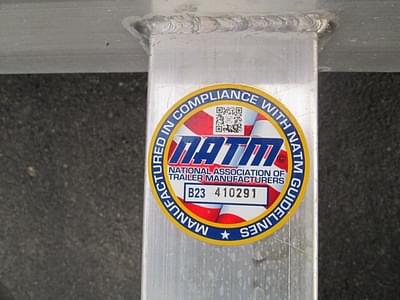 MANUFACTURED IN COMPLIANCE WITH NATM GUIDELINES
NATM
NATIONAL ASSOCIATION OF
TRAILER MANUFACTURERS
B23 410291